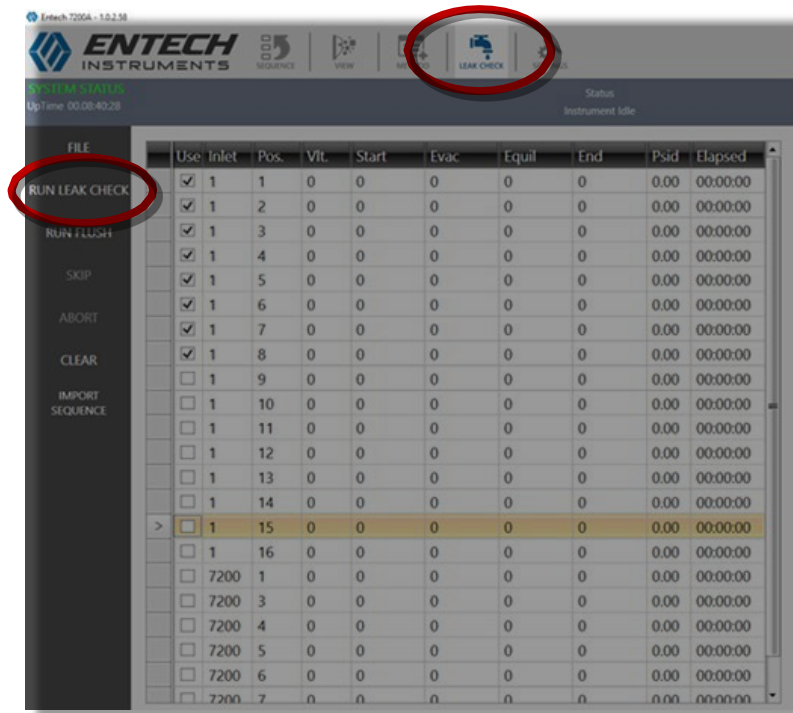 Entech 7200A - 1.0.2.58
ENTECH
INSTRUMENTS
SEQUENCE
VIEW
LEAK CHECK
SYSTEM STATUS
UpTime 00.08:40:28
Status
Instrument Idle
FILE
RUN LEAK CHECK
RUN FLUSH
SKIP
ABORT
CLEAR
IMPORT
SEQUENCE
Use Inlet Pos. Vlt. Start Evac Equil End Psid Elapsed
1 1 0 0 0 0 0 0.00 00:00:00
1 2 0 0 0 0 0 0.00 00:00:00
1 3 0 0 0 0 0 0.00 00:00:00
1 4 0 0 0 0 0 0.00 00:00:00
1 5 0 0 0 0 0 0.00 00:00:00
1 6 0 0 0 0 0 0.00 00:00:00
1 7 0 0 0 0 0 0.00 00:00:00
1 8 0 0 0 0 0 0.00 00:00:00
1 9 0 0 0 0 0 0.00 00:00:00
1 10 0 0 0 0 0 0.00 00:00:00
1 11 0 0 0 0 0 0.00 00:00:00
1 12 0 0 0 0 0 0.00 00:00:00
1 13 0 0 0 0 0 0.00 00:00:00
1 14 0 0 0 0 0 0.00 00:00:00
> 1 15 0 0 0 0 0 0.00 00:00:00
1 16 0 0 0 0 0 0.00 00:00:00
7200 1 0 0 0 0 0 0.00 00:00:00
7200 3 0 0 0 0 0 0.00 00:00:00
7200 4 0 0 0 0 0 0.00 00:00:00
7200 5 0 0 0 0 0 0.00 00:00:00
7200 6 0 0 0 0 0 0.00 00:00:00
7200 7 0 0 0 0 0 0.00 00:00:00